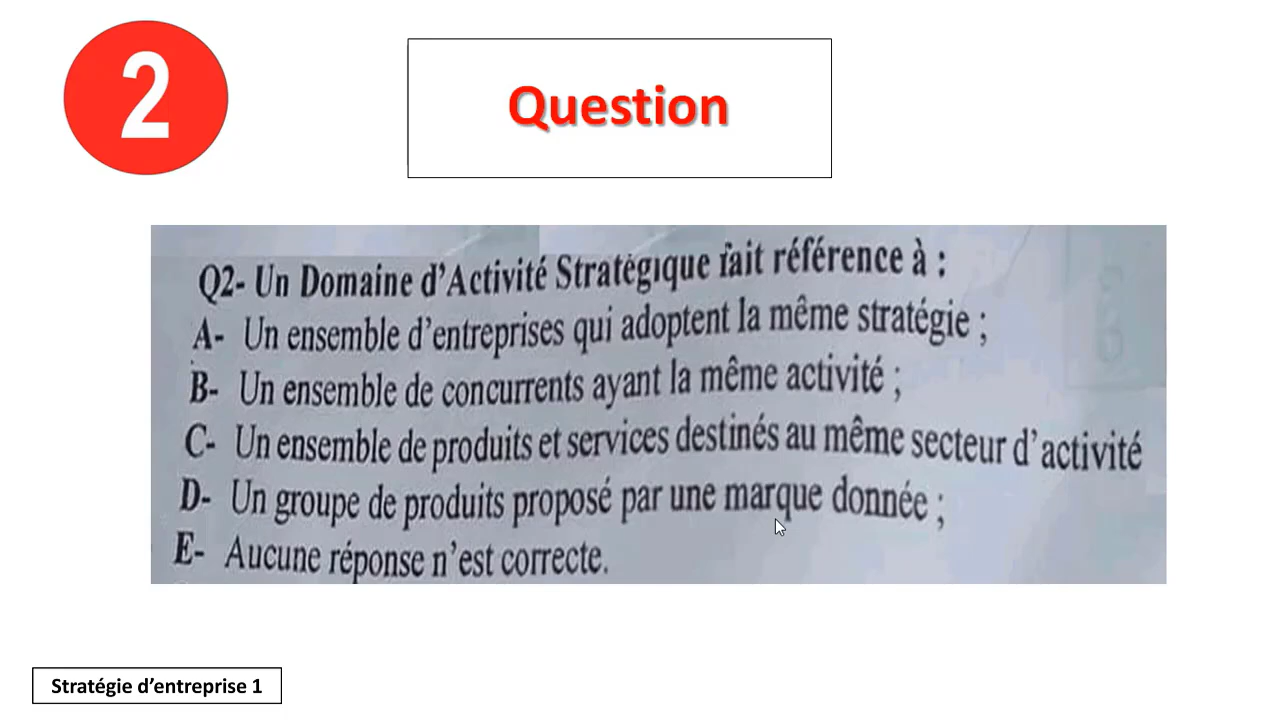 2
Question
Q2- Un Domaine d'Activité Stratégique fait référence à :
A- Un ensemble d'entreprises qui adoptent la même stratégie ;
B- Un ensemble de concurrents ayant la même activité ;
C- Un ensemble de produits et services destinés au même secteur d'activité
D- Un groupe de produits proposé par une marque donnée ;
E- Aucune réponse n'est correcte.
Stratégie d'entreprise 1